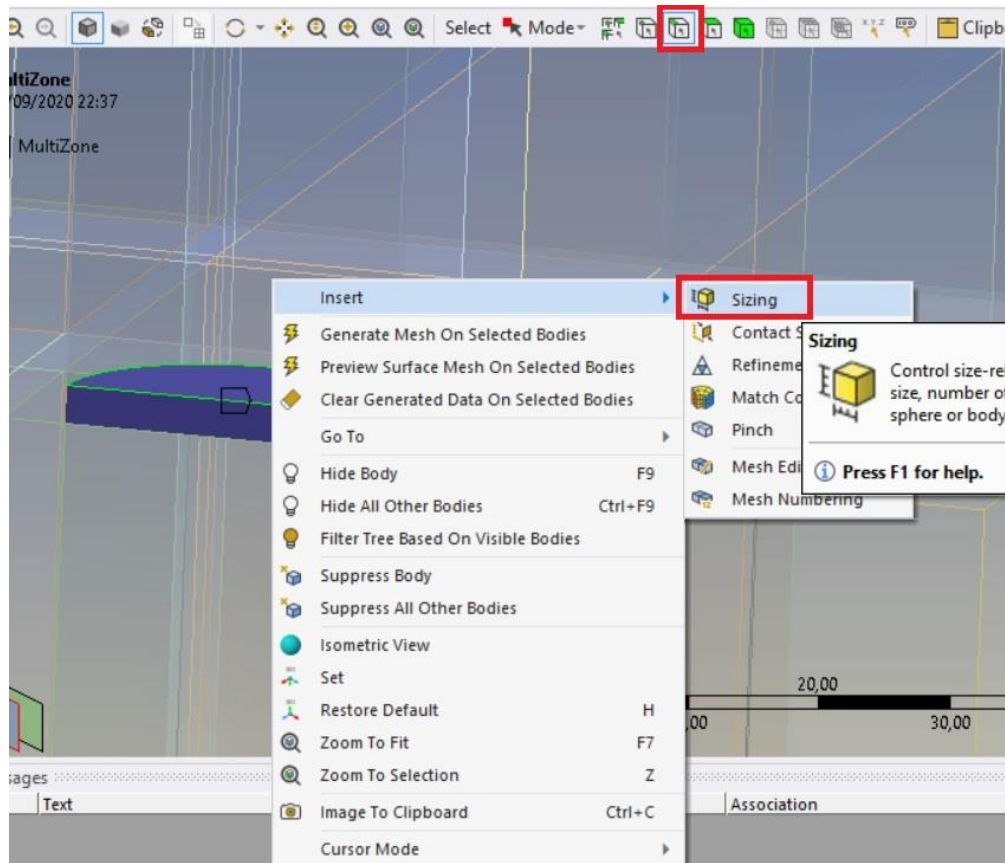 Select Mode Clipb
ltiZone
/09/2020 22:37
MultiZone
Insert
Generate Mesh On Selected Bodies
Preview Surface Mesh On Selected Bodies
Clear Generated Data On Selected Bodies
Go To
Hide Body F9
Hide All Other Bodies Ctrl+F9
Filter Tree Based On Visible Bodies
Suppress Body
Suppress All Other Bodies
Isometric View
Set
Restore Default H
Zoom To Fit F7
Zoom To Selection Z
Image To Clipboard Ctrl+C
Cursor Mode
Sizing
Contact S
Refineme
Match Co
Pinch
Mesh Edi
Mesh Numbering
Sizing
Control size-rel
size, number of
sphere or body
Press F1 for help.
20,00
,00 30,00
sages
Text Association